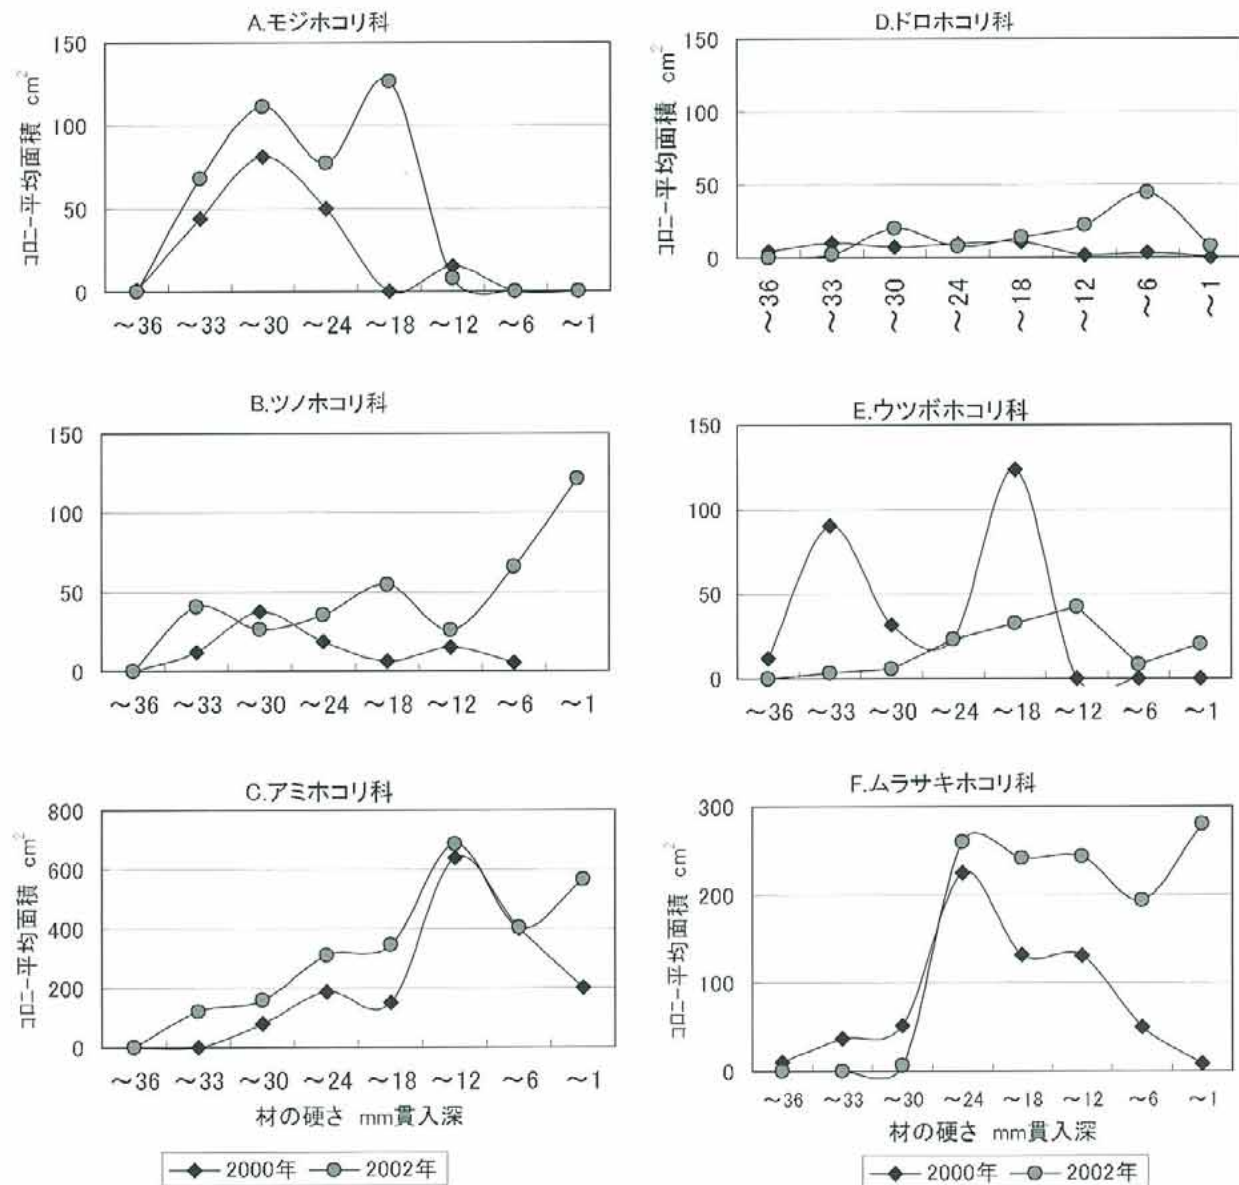 A.モジホコリ科
コロニー平均面積 cm²
150
100
50
0
～36 ～33 ～30 ～24 ～18 ～12 ～6 ～1
B.ツノホコリ科
150
100
50
0
～36 ～33 ～30 ～24 ～18 ～12 ～6 ～1
C.アミホコリ科
コロニー平均面積 cm²
800
600
400
200
0
～36 ～33 ～30 ～24 ～18 ～12 ～6 ～1
材の硬さ mm貫入深
2000年 2002年
D.ドロホコリ科
コロニー平均面積 cm²
150
100
50
0
～36 ～33 ～30 ～24 ～18 ～12 ～6 ～1
E.ウツボホコリ科
150
100
50
0
～36 ～33 ～30 ～24 ～18 ～12 ～6 ～1
F.ムラサキホコリ科
コロニー平均面積 cm²
300
200
100
0
～36 ～33 ～30 ～24 ～18 ～12 ～6 ～1
材の硬さ mm貫入深
2000年 2002年